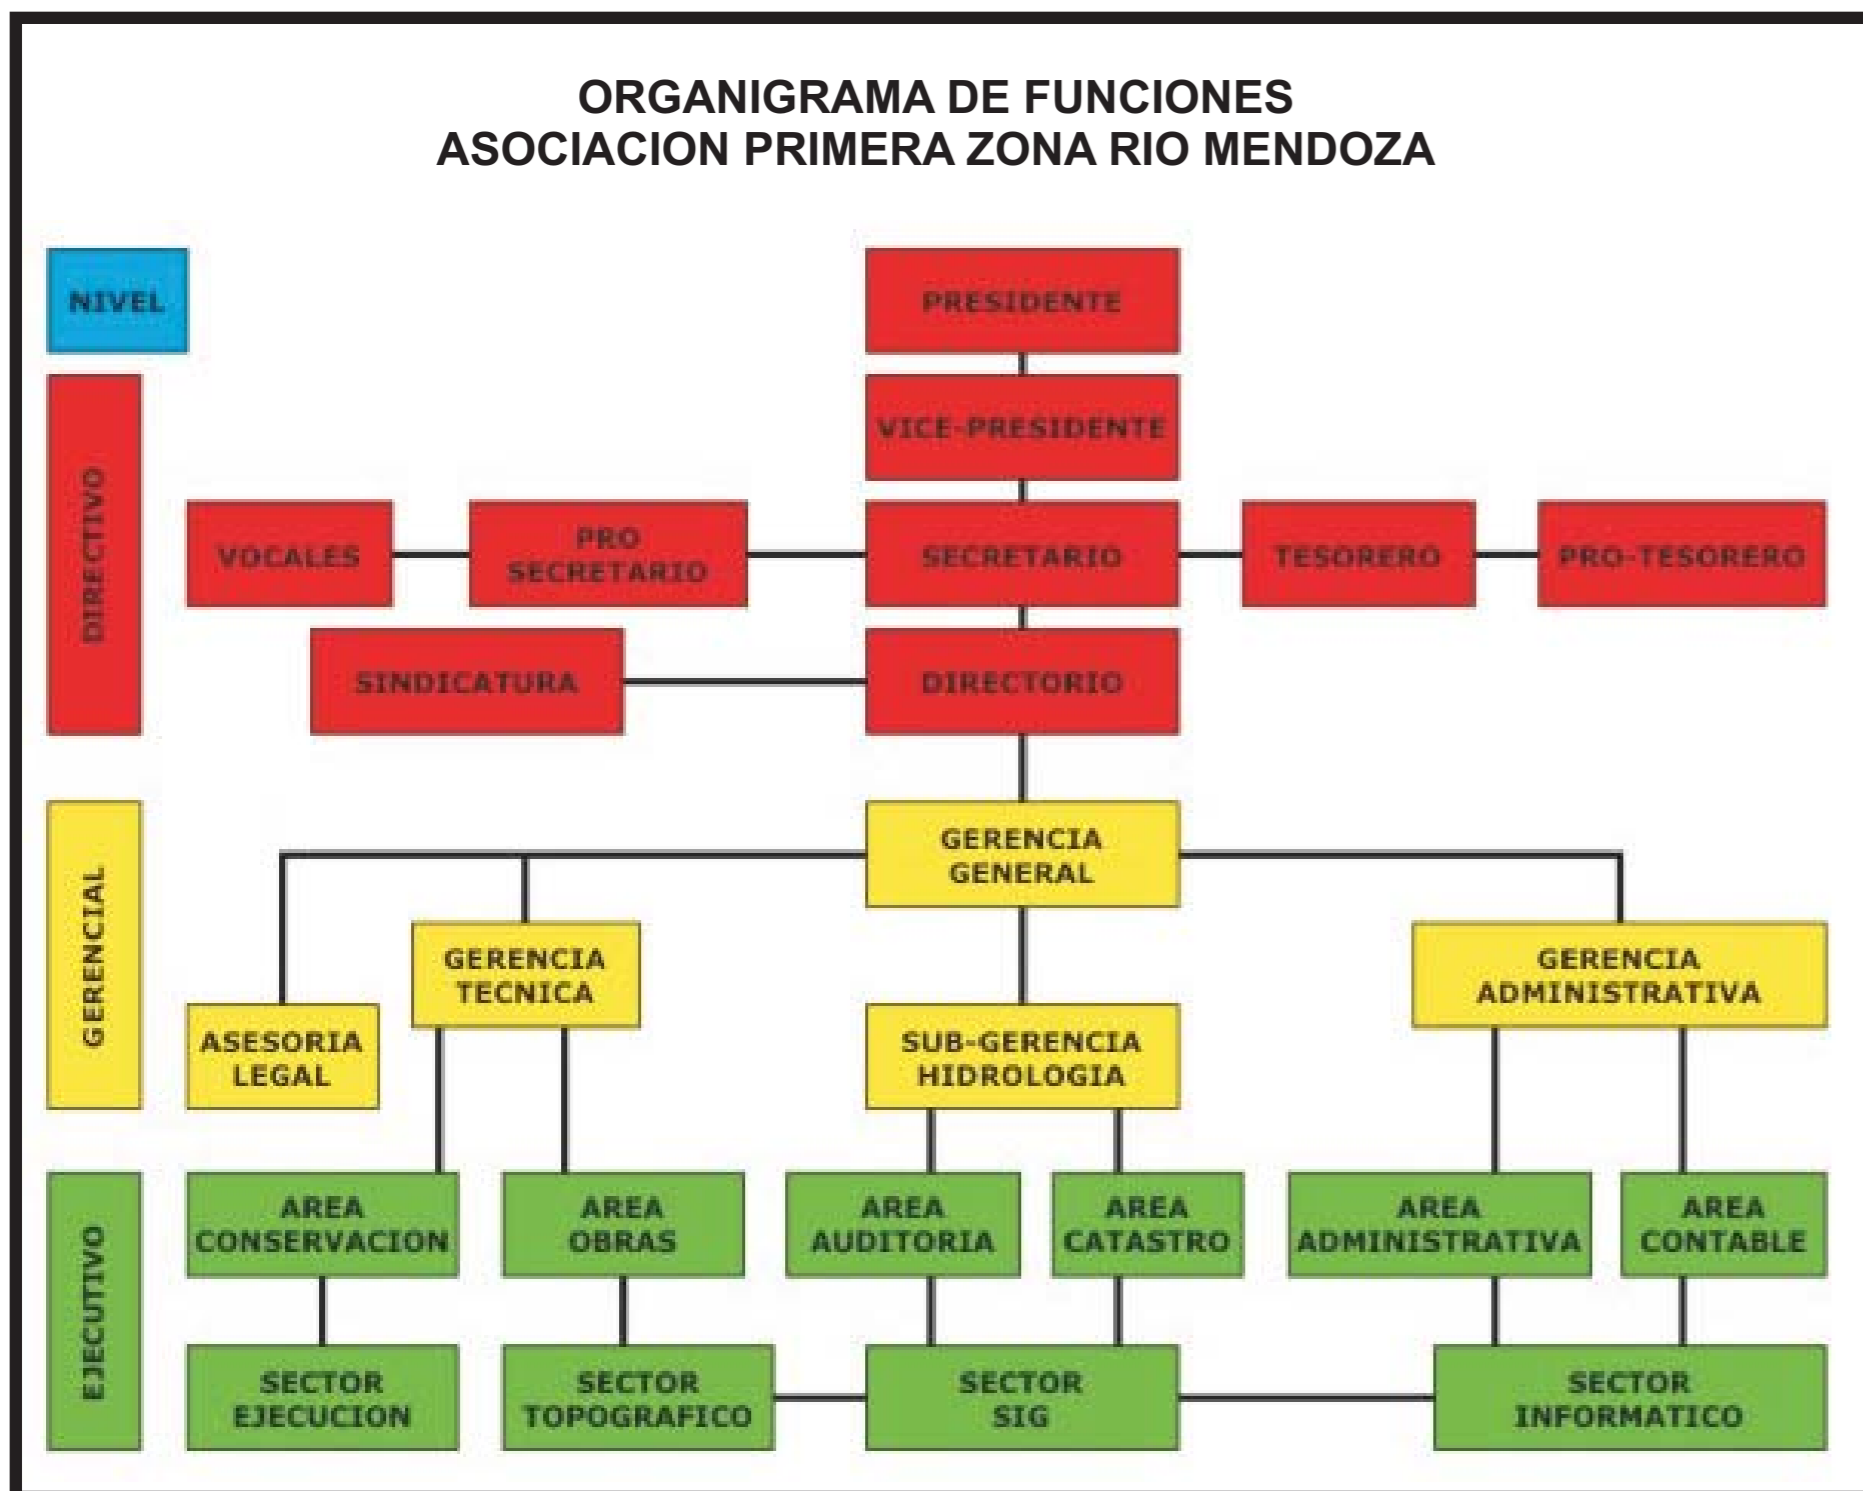 ORGANIGRAMA DE FUNCIONES
ASOCIACION PRIMERA ZONA RIO MENDOZA
NIVEL
PRESIDENTE
DIRECTIVO
VICE-PRESIDENTE
VOCALES
PRO
SECRETARIO
SECRETARIO
TESORERO
PRO-TESORERO
SINDICATURA
DIRECTORIO
GERENCIAL
GERENCIA
GENERAL
GERENCIA
TECNICA
GERENCIA
ADMINISTRATIVA
ASESORIA
LEGAL
SUB-GERENCIA
HIDROLOGIA
EJECUTIVO
AREA
CONSERVACION
AREA
OBRAS
AREA
AUDITORIA
AREA
CATASTRO
AREA
ADMINISTRATIVA
AREA
CONTABLE
SECTOR
EJECUCION
SECTOR
TOPOGRAFICO
SECTOR
SIG
SECTOR
INFORMATICO